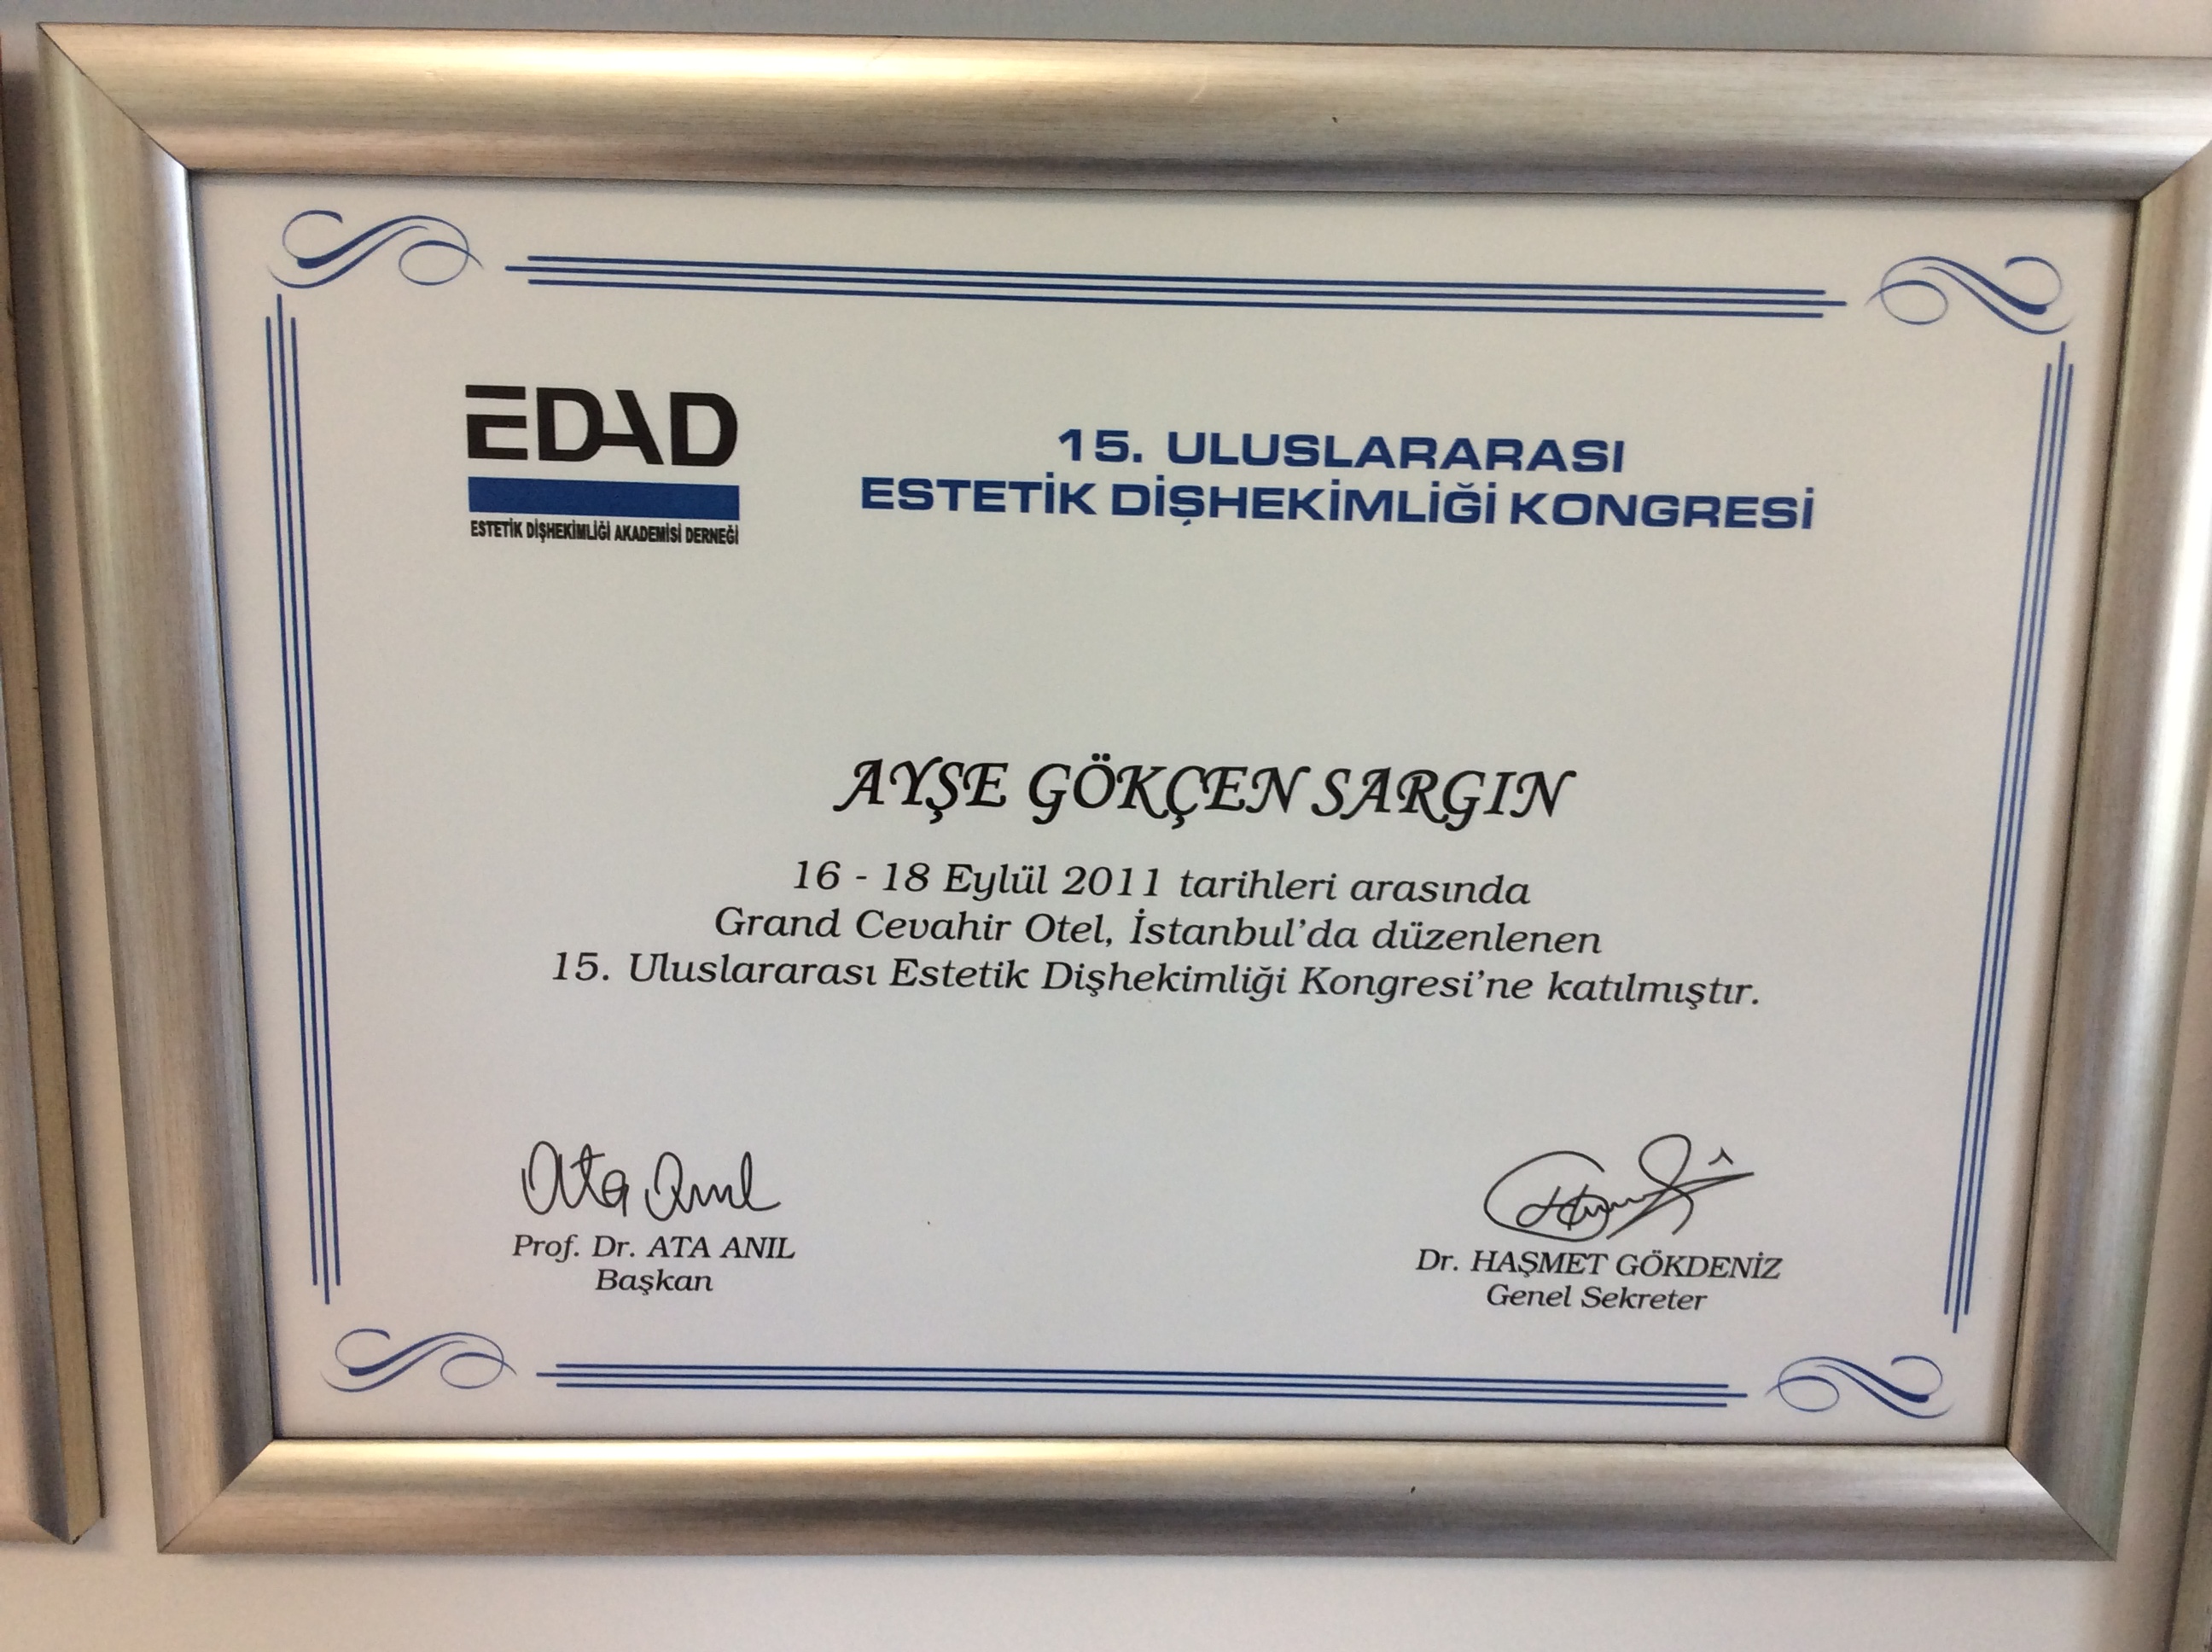 EDAD
ESTETİK DİŞHEKİMLİĞİ AKADEMİSİ DERNEĞİ
15. ULUSLARARASI
ESTETİK DİŞHEKİMLİĞİ KONGRESİ
AYŞE GÖKÇEN SARGIN
16 - 18 Eylül 2011 tarihleri arasında
Grand Cevahir Otel, İstanbul'da düzenlenen
15. Uluslararası Estetik Dişhekimliği Kongresi'ne katılmıştır.
Ata Anıl
Prof. Dr. ATA ANIL
Başkan
Dr. HAŞMET GÖKDENİZ
Genel Sekreter